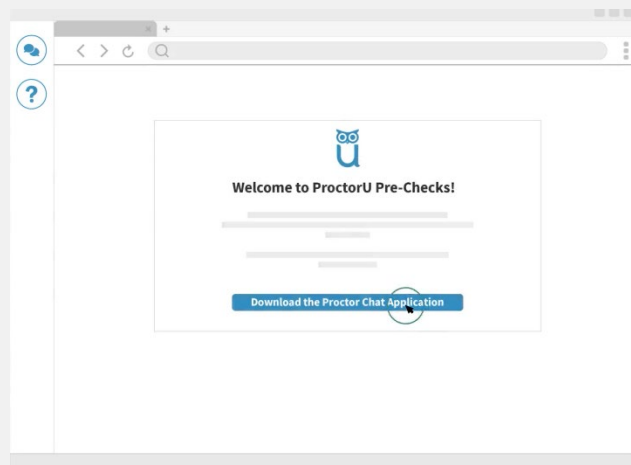 ?
u
Welcome to ProctorU Pre-Checks!
Download the Proctor Chat Application